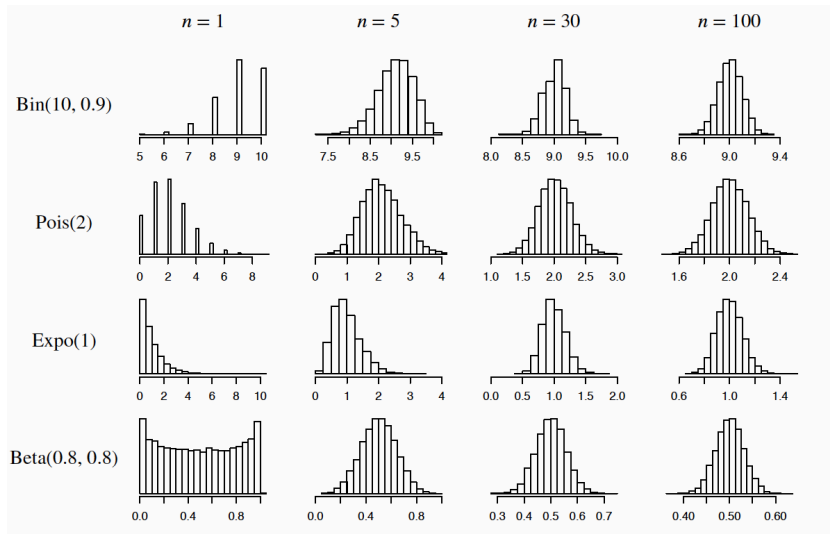 n = 1 n = 5 n = 30 n = 100
Bin(10, 0.9)
5 6 7 8 9 10 7.5 8.5 9.5 8.0 8.5 9.0 9.5 10.0 8.6 9.0 9.4
Pois(2)
0 2 4 6 8 0 1 2 3 4 1.0 1.5 2.0 2.5 3.0 1.6 2.0 2.4
Expo(1)
0 2 4 6 8 10 0 1 2 3 4 0.0 0.5 1.0 1.5 2.0 0.6 1.0 1.4
Beta(0.8, 0.8)
0.0 0.4 0.8 0.0 0.4 0.8 0.3 0.4 0.5 0.6 0.7 0.40 0.50 0.60